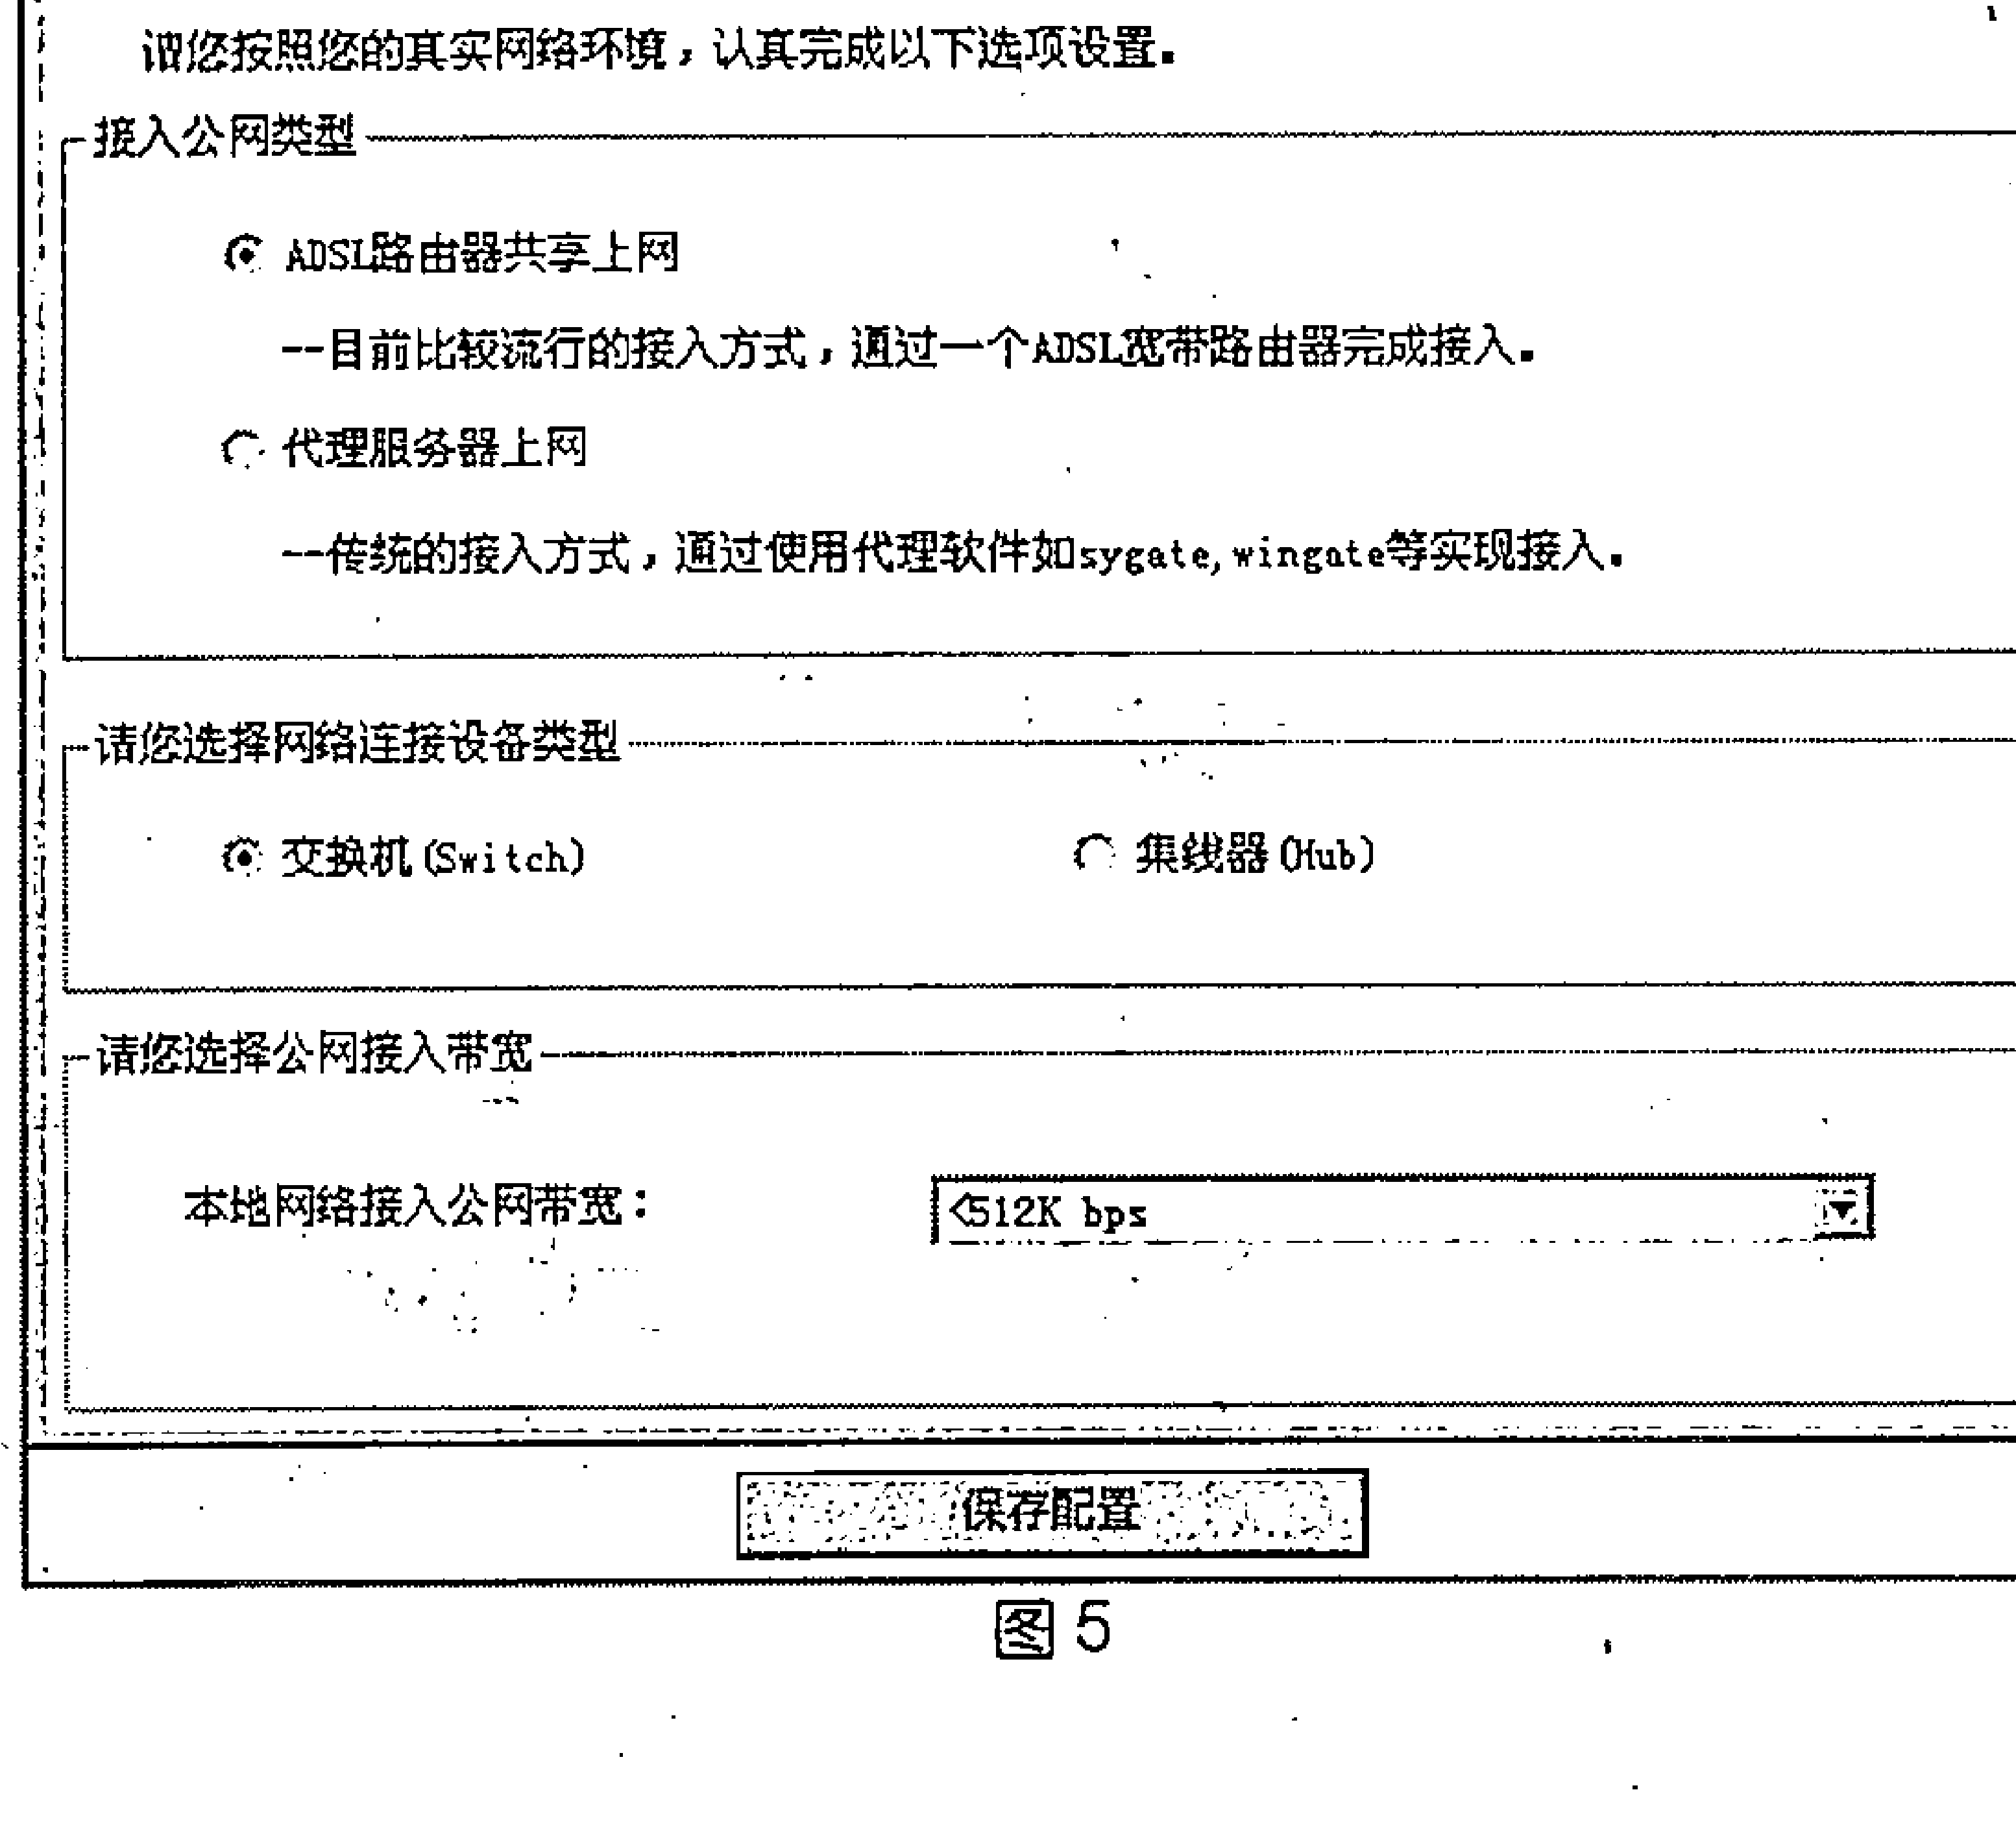 请您按照您的真实网络环境，认真完成以下选项设置。
接入公网类型
ADSL路由器共享上网
--目前比较流行的接入方式，通过一个ADSL宽带路由器完成接入。
代理服务器上网
--传统的接入方式，通过使用代理软件如sygate,wingate等实现接入。
请您选择网络连接设备类型
交换机(Switch) 集线器(Hub)
请您选择公网接入带宽
本地网络接入公网带宽： <512K bps
保存配置
图 5